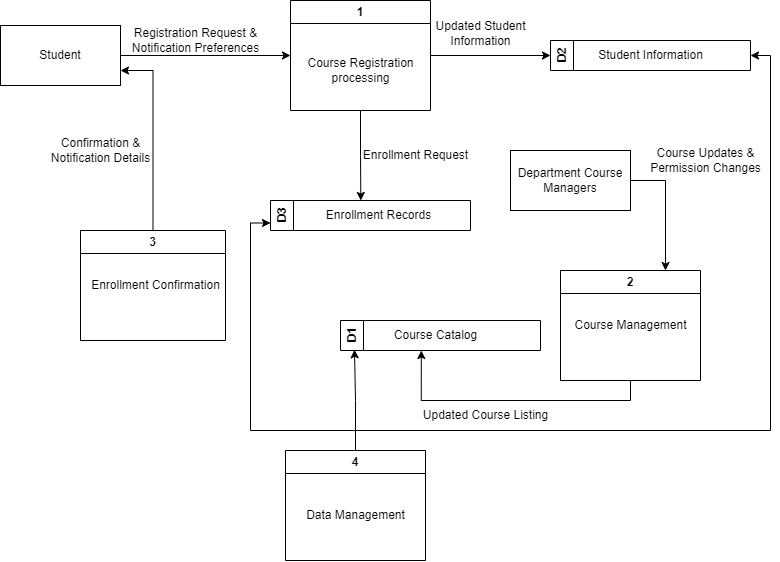 1
Registration Request &
Notification Preferences
Updated Student
Information
Student
Course Registration
processing
D2
Student Information
Confirmation &
Notification Details
Enrollment Request
Course Updates &
Permission Changes
Department Course
Managers
D3
Enrollment Records
3
Enrollment Confirmation
2
Course Management
D1
Course Catalog
Updated Course Listing
4
Data Management